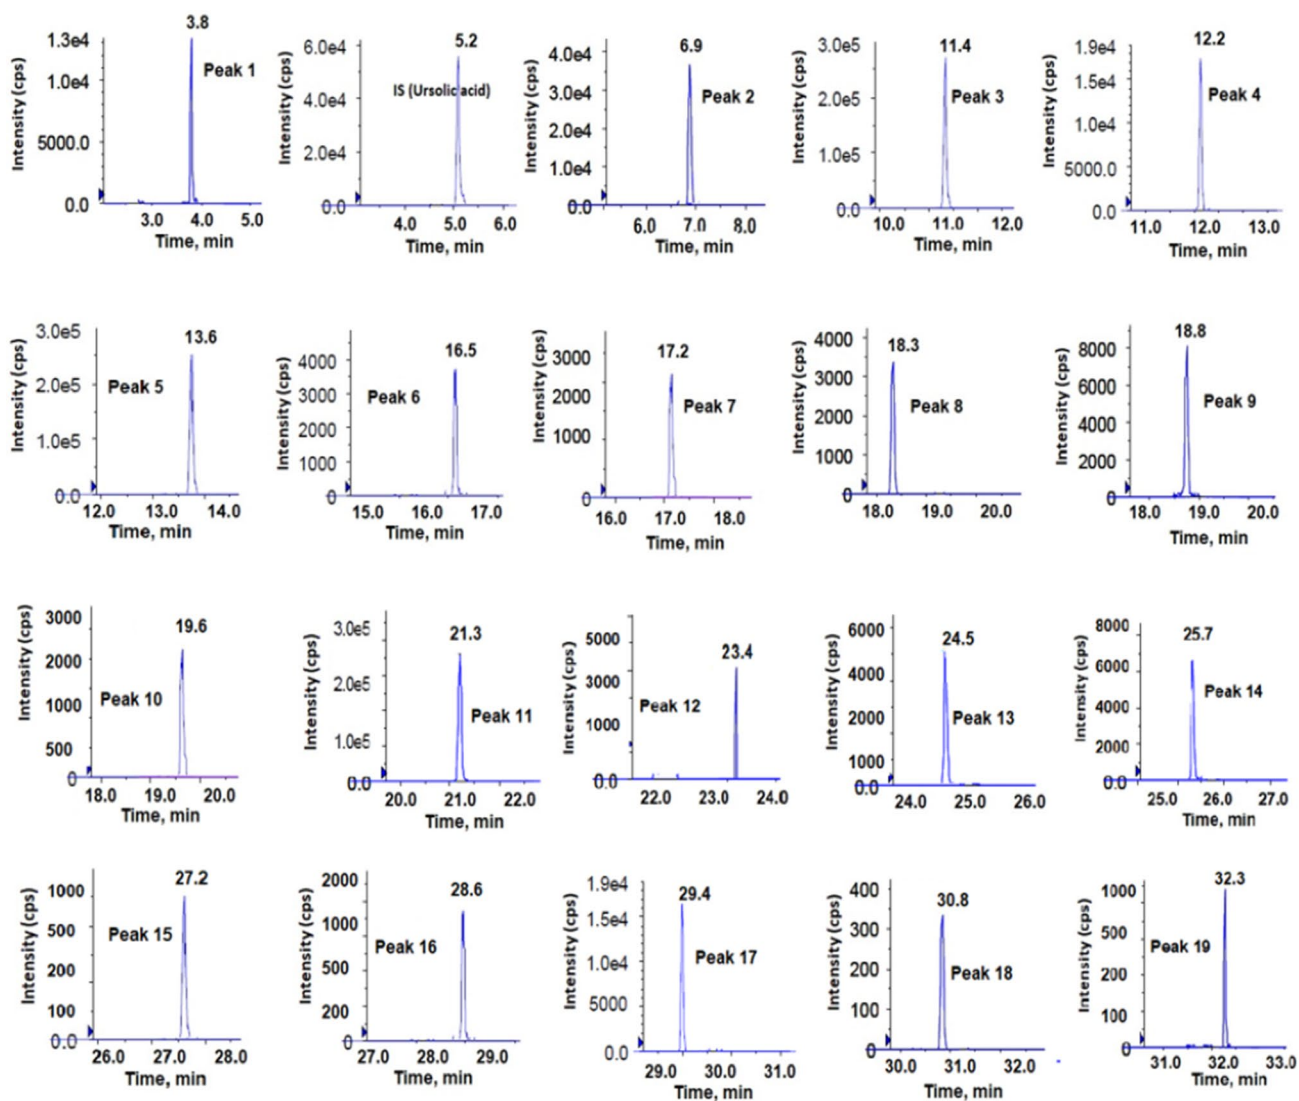 3.8
1.3e4
1.0e4
5000.0
0.0
Peak 1
Intensity (cps)
3.0 4.0 5.0
Time, min
5.2
6.0e4
4.0e4
2.0e4
0.0
IS (Ursolic acid)
Intensity (cps)
4.0 5.0 6.0
Time, min
6.9
4.0e4
3.0e4
2.0e4
1.0e4
0.0
Peak 2
Intensity (cps)
6.0 7.0 8.0
Time, min
11.4
3.0e5
2.0e5
1.0e5
0.0
Peak 3
Intensity (cps)
10.0 11.0 12.0
Time, min
12.2
1.9e4
1.5e4
1.0e4
5000.0
0.0
Peak 4
Intensity (cps)
11.0 12.0 13.0
Time, min
13.6
3.0e5
2.0e5
1.0e5
0.0
Peak 5
Intensity (cps)
12.0 13.0 14.0
Time, min
16.5
4000
3000
2000
1000
0
Peak 6
Intensity (cps)
15.0 16.0 17.0
Time, min
17.2
3000
2000
1000
0
Peak 7
Intensity (cps)
16.0 17.0 18.0
Time, min
18.3
4000
3000
2000
1000
0
Peak 8
Intensity (cps)
18.0 19.0 20.0
Time, min
18.8
8000
6000
4000
2000
0
Peak 9
Intensity (cps)
18.0 19.0 20.0
Time, min
19.6
3000
2000
1000
500
0
Peak 10
Intensity (cps)
18.0 19.0 20.0
Time, min
21.3
3.0e5
2.0e5
1.0e5
0
Peak 11
Intensity (cps)
20.0 21.0 22.0
Time, min
23.4
5000
3000
1000
0.0
Peak 12
Intensity (cps)
22.0 23.0 24.0
Time, min
24.5
6000
4000
2000
1000
0.0
Peak 13
Intensity (cps)
24.0 25.0 26.0
Time, min
25.7
8000
6000
4000
2000
0
Peak 14
Intensity (cps)
25.0 26.0 27.0
Time, min
27.2
1000
500
200
100
0.0
Peak 15
Intensity (cps)
26.0 27.0 28.0
Time, min
28.6
2000
1000
500
200
0
Peak 16
Intensity (cps)
27.0 28.0 29.0
Time, min
29.4
1.9e4
1.5e4
1.0e4
5000
0.0
Peak 17
Intensity (cps)
29.0 30.0 31.0
Time, min
30.8
400
300
200
100
0
Peak 18
Intensity (cps)
30.0 31.0 32.0
Time, min
32.3
1000
500
200
100
0
Peak 19
Intensity (cps)
31.0 32.0 33.0
Time, min